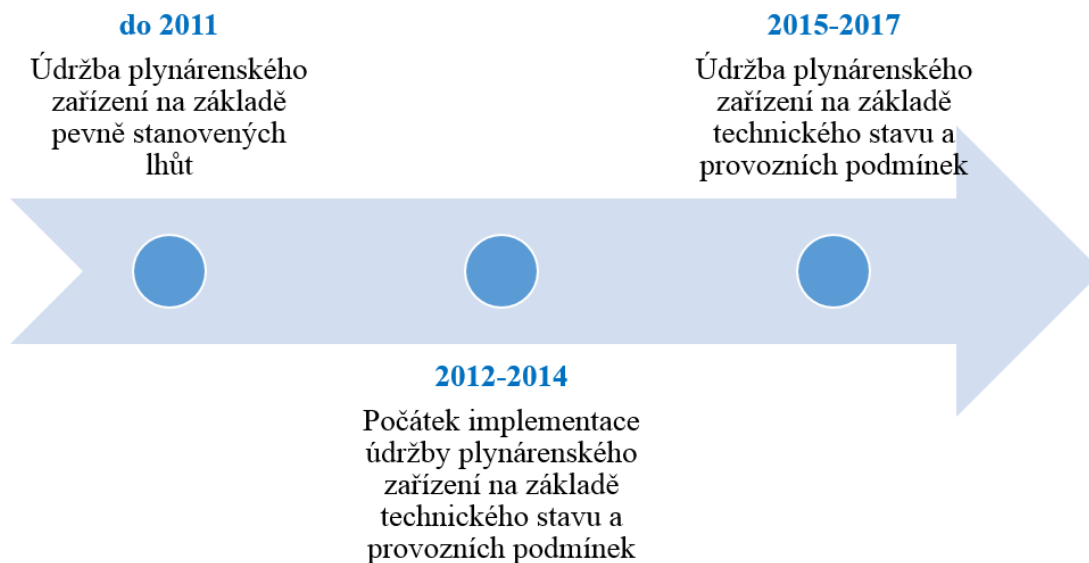 do 2011
Údržba plynárenského
zařízení na základě
pevně stanovených
lhůt
2012-2014
Počátek implementace
údržby plynárenského
zařízení na základě
technického stavu a
provozních podmínek
2015-2017
Údržba plynárenského
zařízení na základě
technického stavu a
provozních podmínek